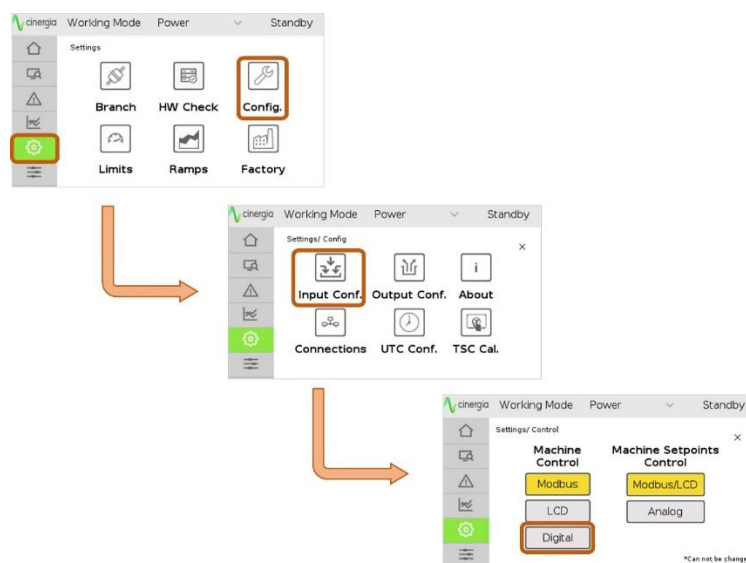 cinergia Working Mode Power Standby
Settings
Branch HW Check Config.
Limits Ramps Factory
cinergia Working Mode Power Standby
Settings/ Config
Input Conf. Output Conf. About
Connections UTC Conf. TSC Cal.
cinergia Working Mode Power Standby
Settings/ Control
Machine Control Machine Setpoints Control
Modbus Modbus/LCD
LCD Analog
Digital
*Can not be change